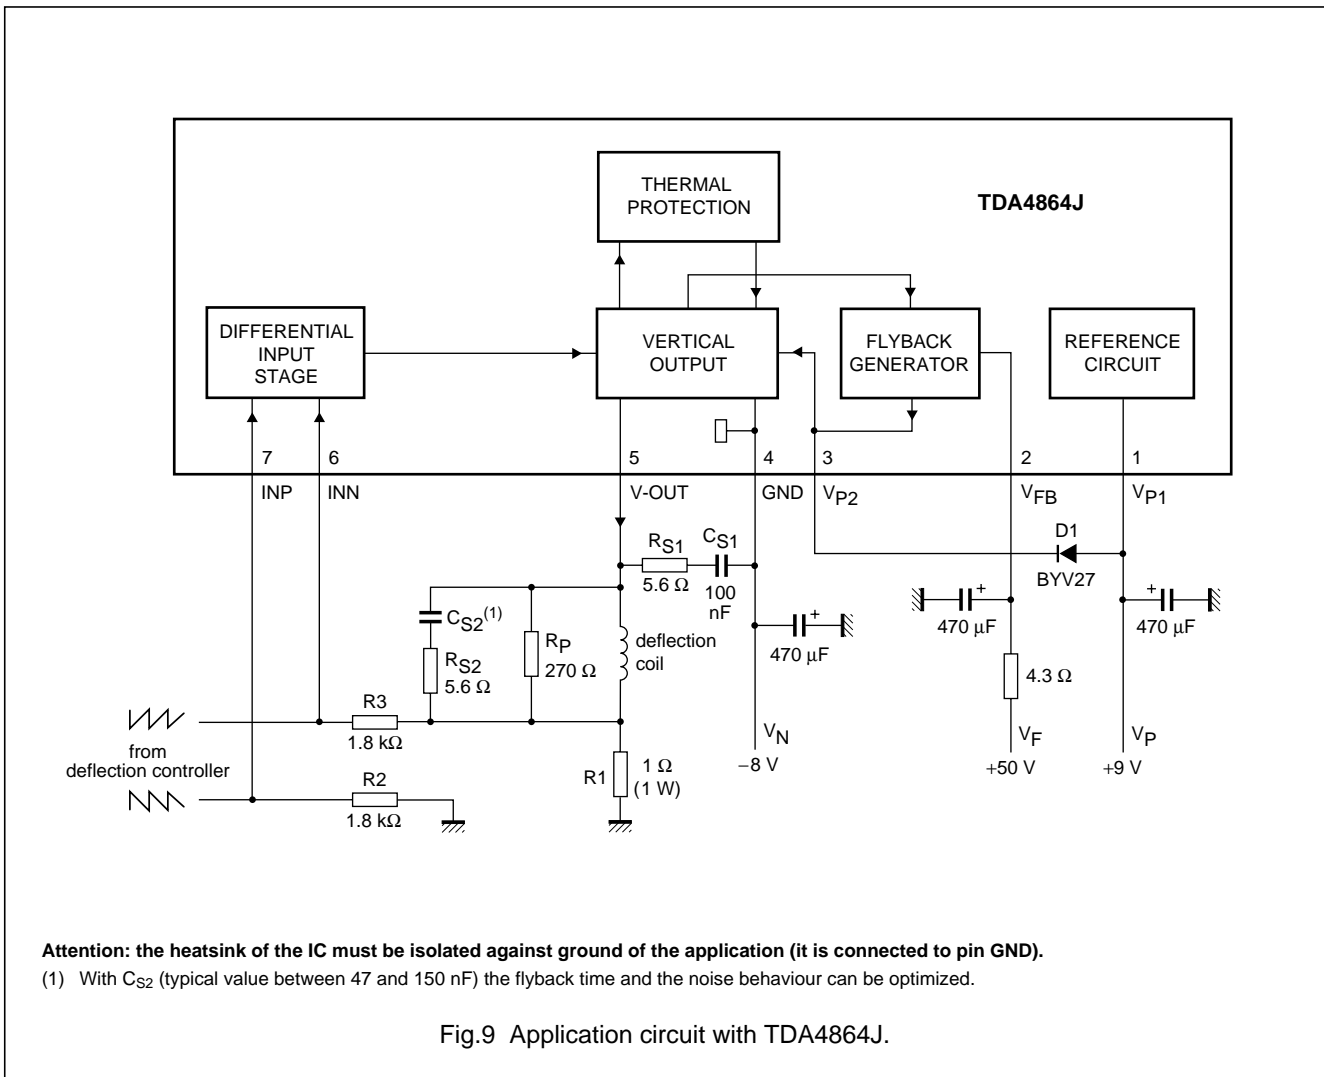 THERMAL
PROTECTION
TDA4864J
DIFFERENTIAL
INPUT
STAGE
VERTICAL
OUTPUT
FLYBACK
GENERATOR
REFERENCE
CIRCUIT
7
6
5
4
3
2
1
INP
INN
V-OUT
GND
VP2
VFB
VP1
RS1
5.6 Ω
CS1
100
nF
D1
BYV27
CS2(1)
RS2
5.6 Ω
RP
270 Ω
deflection
coil
+
470 µF
+
470 µF
+
470 µF
4.3 Ω
R3
1.8 kΩ
from
deflection controller
R2
1.8 kΩ
R1
1 Ω
(1 W)
VN
−8 V
VF
+50 V
VP
+9 V
Attention: the heatsink of the IC must be isolated against ground of the application (it is connected to pin GND).
(1) With CS2 (typical value between 47 and 150 nF) the flyback time and the noise behaviour can be optimized.
Fig.9 Application circuit with TDA4864J.